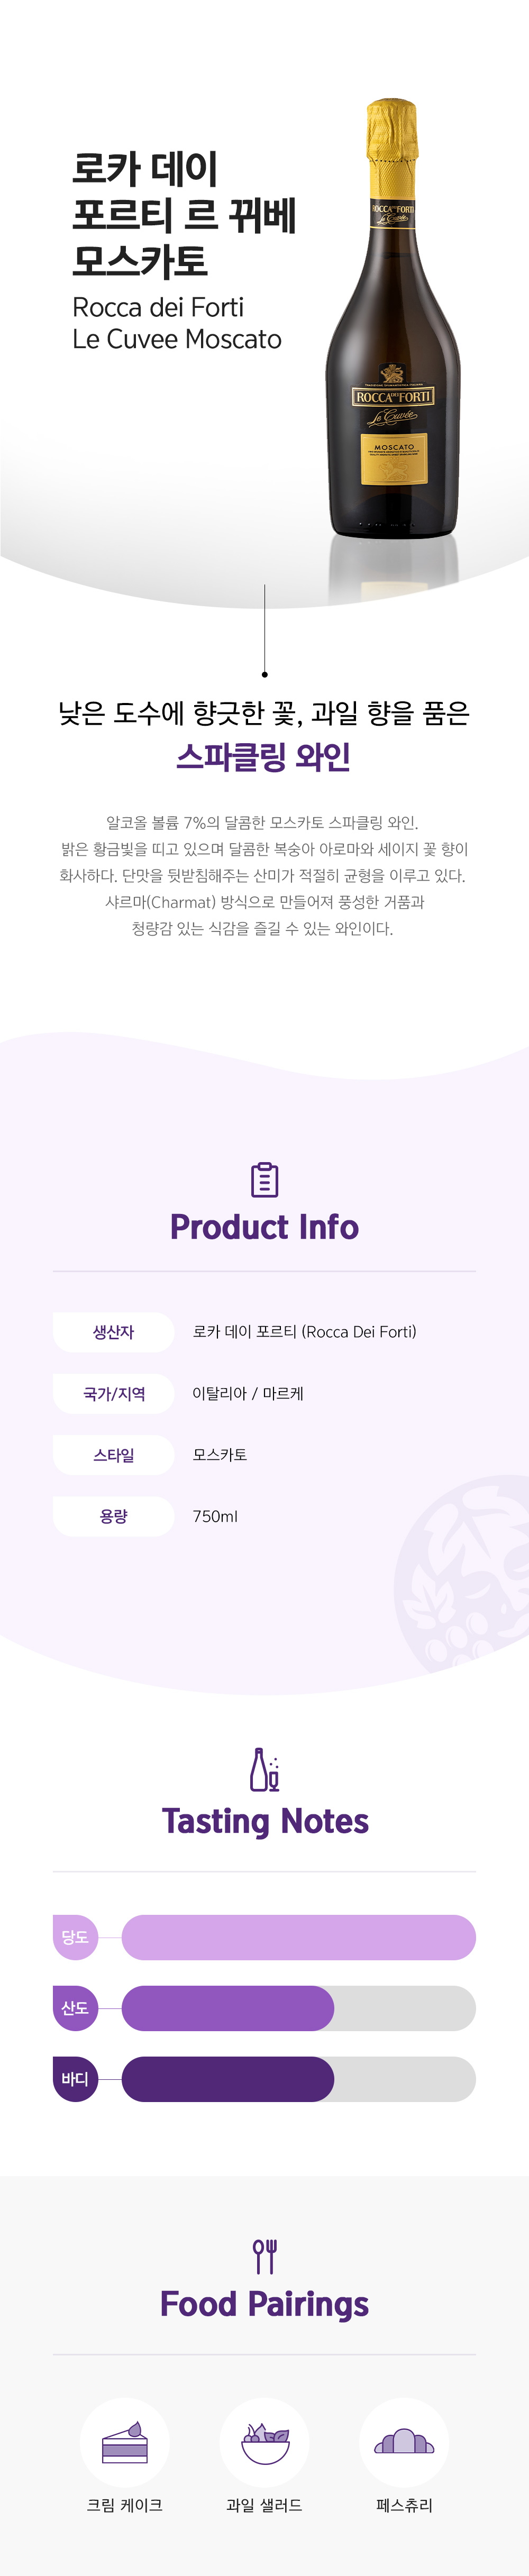 로카 데이
포르티 르 뀌베
모스카토
Rocca dei Forti
Le Cuvee Moscato
ROCCA DEI FORTI
Le Cuvée
ROCCA DEI FORTI
Le Cuvée
MOSCATO
낮은 도수에 향긋한 꽃, 과일 향을 품은
스파클링 와인
알코올 볼륨 7%의 달콤한 모스카토 스파클링 와인.
밝은 황금빛을 띠고 있으며 달콤한 복숭아 아로마와 세이지 꽃 향이
화사하다. 단맛을 뒷받침해주는 산미가 적절히 균형을 이루고 있다.
샤르마(Charmat) 방식으로 만들어져 풍성한 거품과
청량감 있는 식감을 즐길 수 있는 와인이다.
Product Info
생산자 로카 데이 포르티 (Rocca Dei Forti)
국가/지역 이탈리아 / 마르케
스타일 모스카토
용량 750ml
Tasting Notes
당도
산도
바디
Food Pairings
크림 케이크 과일 샐러드 페스츄리